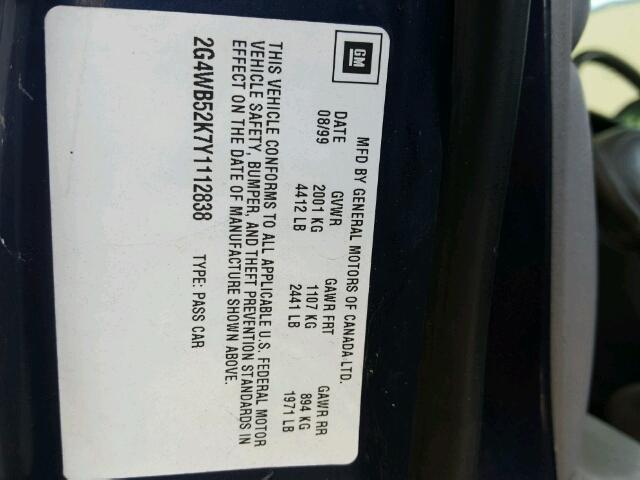 GM
MFD BY GENERAL MOTORS OF CANADA LTD.
DATE GVWR GAWR FRT GAWR RR
08/99 2001 KG 1107 KG 894 KG
4412 LB 2441 LB 1971 LB
THIS VEHICLE CONFORMS TO ALL APPLICABLE U.S. FEDERAL MOTOR
VEHICLE SAFETY, BUMPER, AND THEFT PREVENTION STANDARDS IN
EFFECT ON THE DATE OF MANUFACTURE SHOWN ABOVE.
2G4WB52K7Y1112838 TYPE: PASS CAR